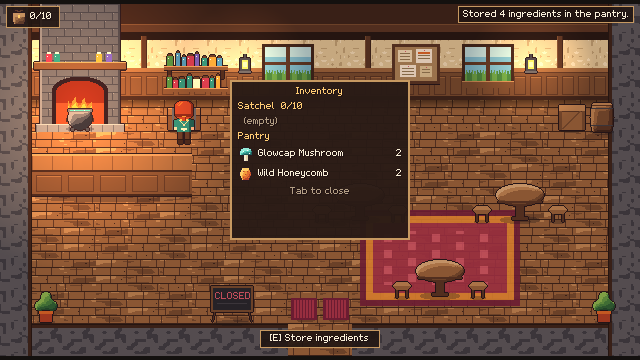 0/10
Stored 4 ingredients in the pantry.
Inventory
Satchel 0/10
(empty)
Pantry
Glowcap Mushroom 2
Wild Honeycomb 2
Tab to close
CLOSED
[E] Store ingredients